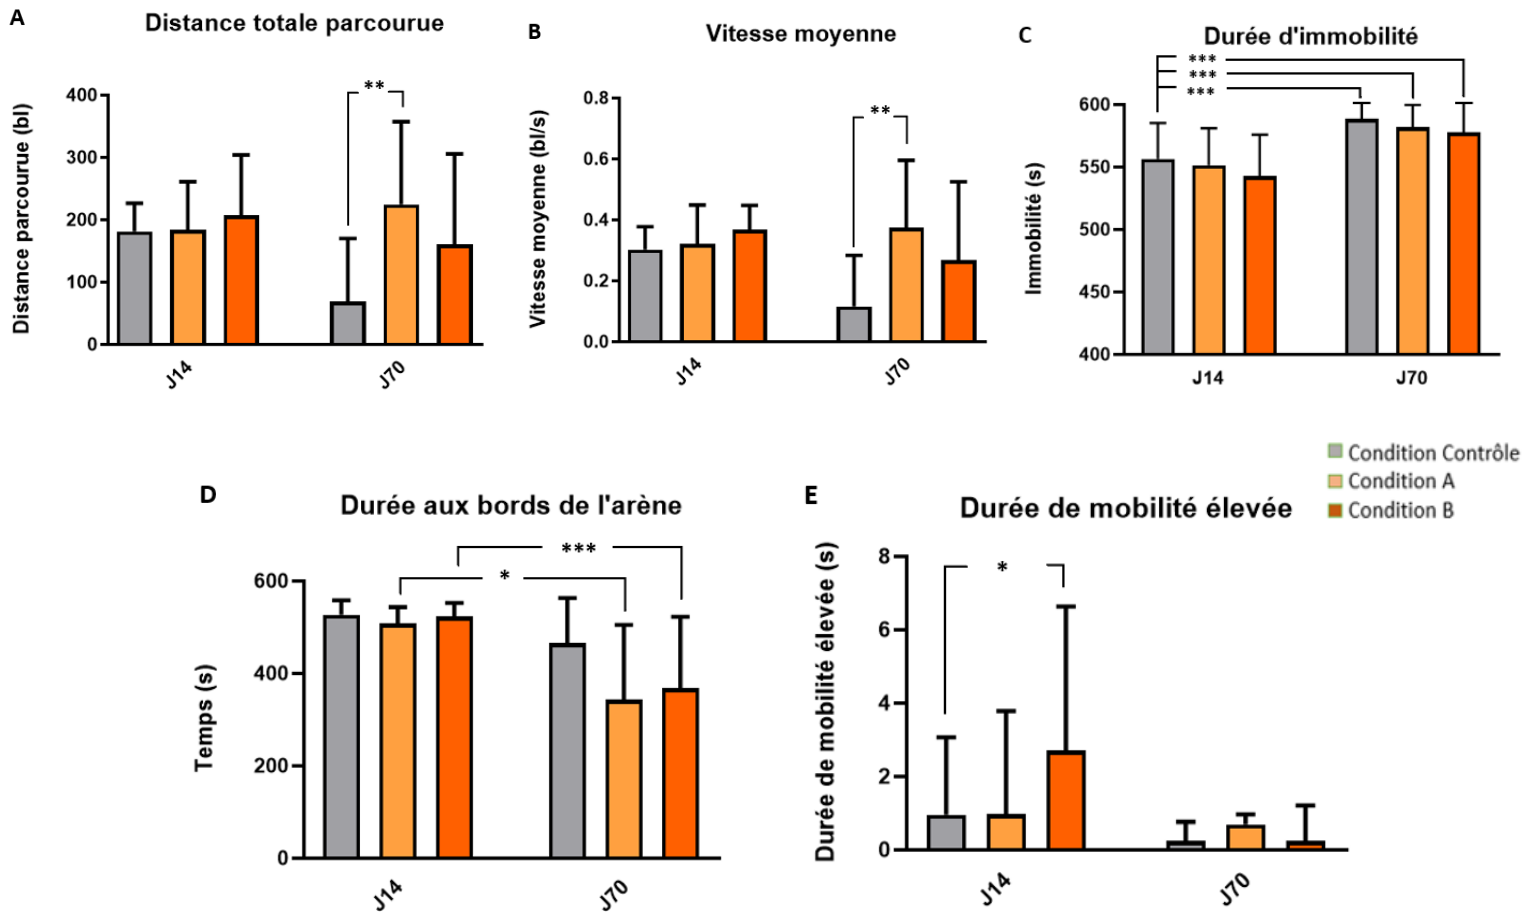 A
Distance totale parcourue
Distance parcourue (bl)
400
300
200
100
0
**
J14
J70
B
Vitesse moyenne
Vitesse moyenne (bl/s)
0.8
0.6
0.4
0.2
0.0
**
J14
J70
C
Durée d'immobilité
Immobilité (s)
***
***
***
600
550
500
450
400
J14
J70
Condition Contrôle
Condition A
Condition B
D
Durée aux bords de l'arène
Temps (s)
***
*
600
400
200
0
J14
J70
E
Durée de mobilité élevée
Durée de mobilité élevée (s)
8
6
4
2
0
*
J14
J70